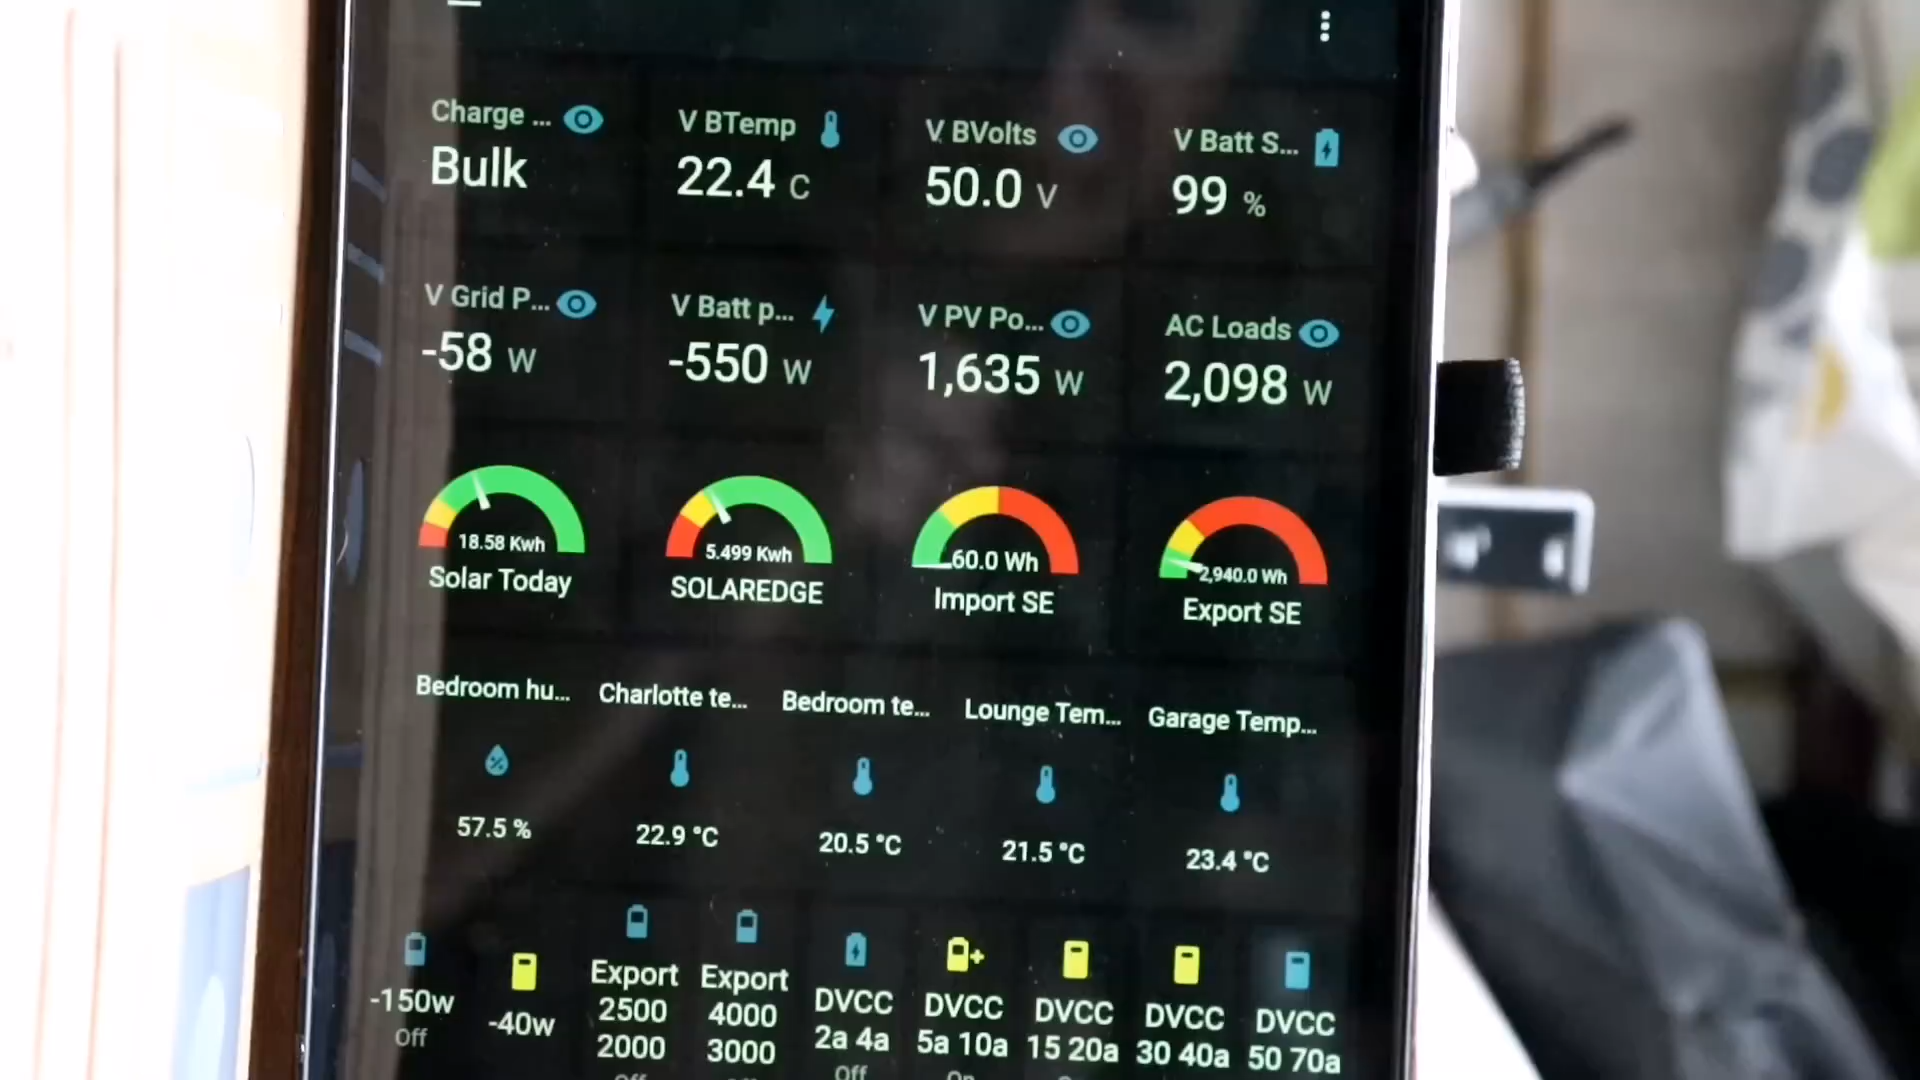 Charge ...
Bulk
V BTemp
22.4 C
V BVolts
50.0 V
V Batt S...
99 %
V Grid P...
-58 W
V Batt p...
-550 W
V PV Po...
1,635 W
AC Loads
2,098 W
18.58 Kwh
Solar Today
5.499 Kwh
SOLAREDGE
60.0 Wh
Import SE
2,940.0 Wh
Export SE
Bedroom hu...
57.5 %
Charlotte te...
22.9 °C
Bedroom te...
20.5 °C
Lounge Tem...
21.5 °C
Garage Temp...
23.4 °C
-150w
Off
-40w
Export
2500
2000
Off
Export
4000
3000
DVCC
2a 4a
Off
DVCC
5a 10a
On
DVCC
15 20a
DVCC
30 40a
DVCC
50 70a